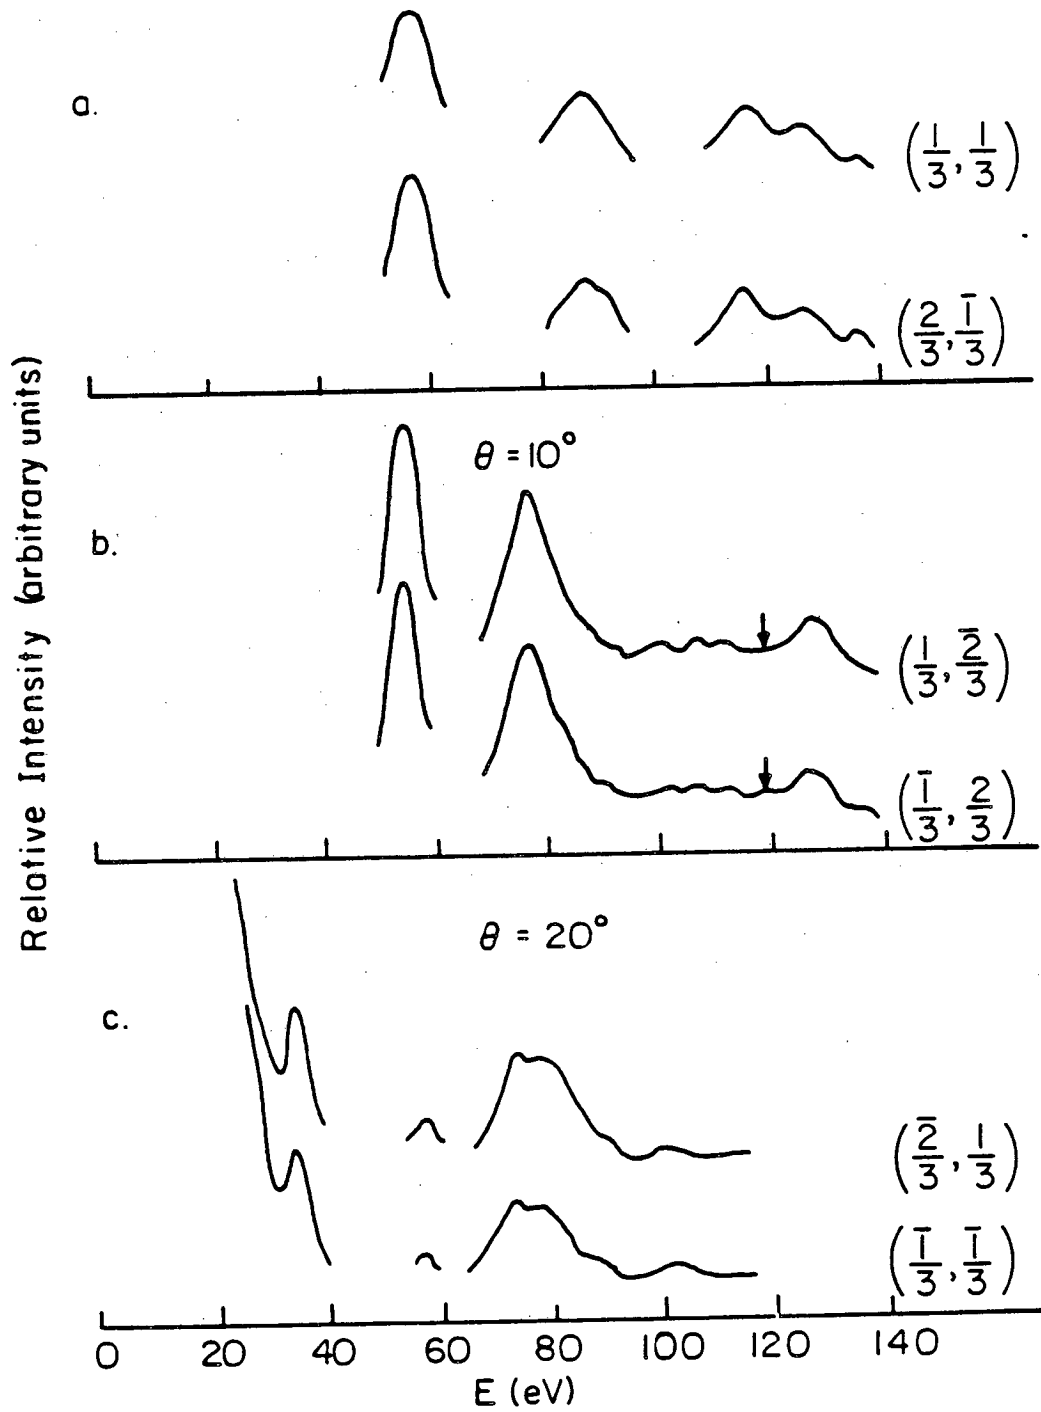 a.
(1/3, 1/3)
(2/3, 1̄/3)
Relative Intensity (arbitrary units)
b.
θ = 10°
(1/3, 2̄/3)
(1̄/3, 2/3)
c.
θ = 20°
(2̄/3, 1/3)
(1̄/3, 1̄/3)
0 20 40 60 80 100 120 140
E (eV)